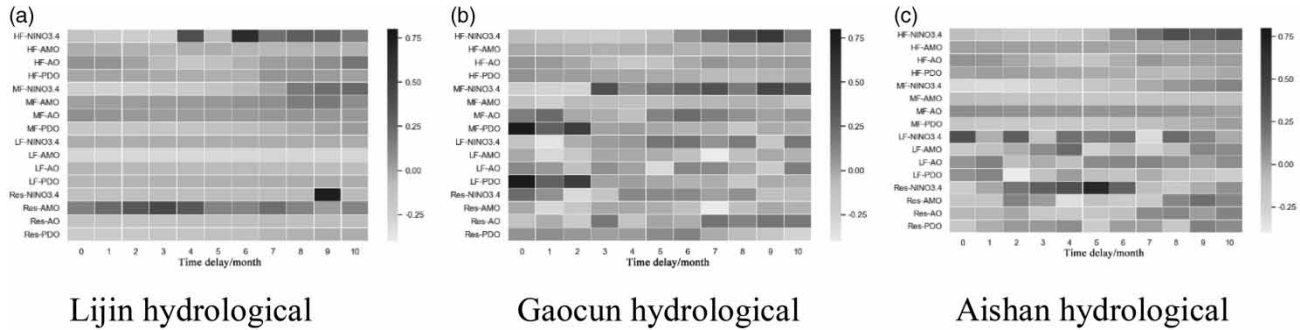 (a)
HF-NINO3.4
HF-AMO
HF-AO
HF-PDO
MF-NINO3.4
MF-AMO
MF-AO
MF-PDO
LF-NINO3.4
LF-AMO
LF-AO
LF-PDO
Res-NINO3.4
Res-AMO
Res-AO
Res-PDO
0 1 2 3 4 5 6 7 8 9 10
Time delay/month
0.75
0.50
0.25
0.00
-0.25
Lijin hydrological
(b)
HF-NINO3.4
HF-AMO
HF-AO
HF-PDO
MF-NINO3.4
MF-AMO
MF-AO
MF-PDO
LF-NINO3.4
LF-AMO
LF-AO
LF-PDO
Res-NINO3.4
Res-AMO
Res-AO
Res-PDO
0 1 2 3 4 5 6 7 8 9 10
Time delay/month
0.75
0.50
0.25
0.00
-0.25
Gaocun hydrological
(c)
HF-NINO3.4
HF-AMO
HF-AO
HF-PDO
MF-NINO3.4
MF-AMO
MF-AO
MF-PDO
LF-NINO3.4
LF-AMO
LF-AO
LF-PDO
Res-NINO3.4
Res-AMO
Res-AO
Res-PDO
0 1 2 3 4 5 6 7 8 9 10
Time delay/month
0.75
0.50
0.25
0.00
-0.25
Aishan hydrological